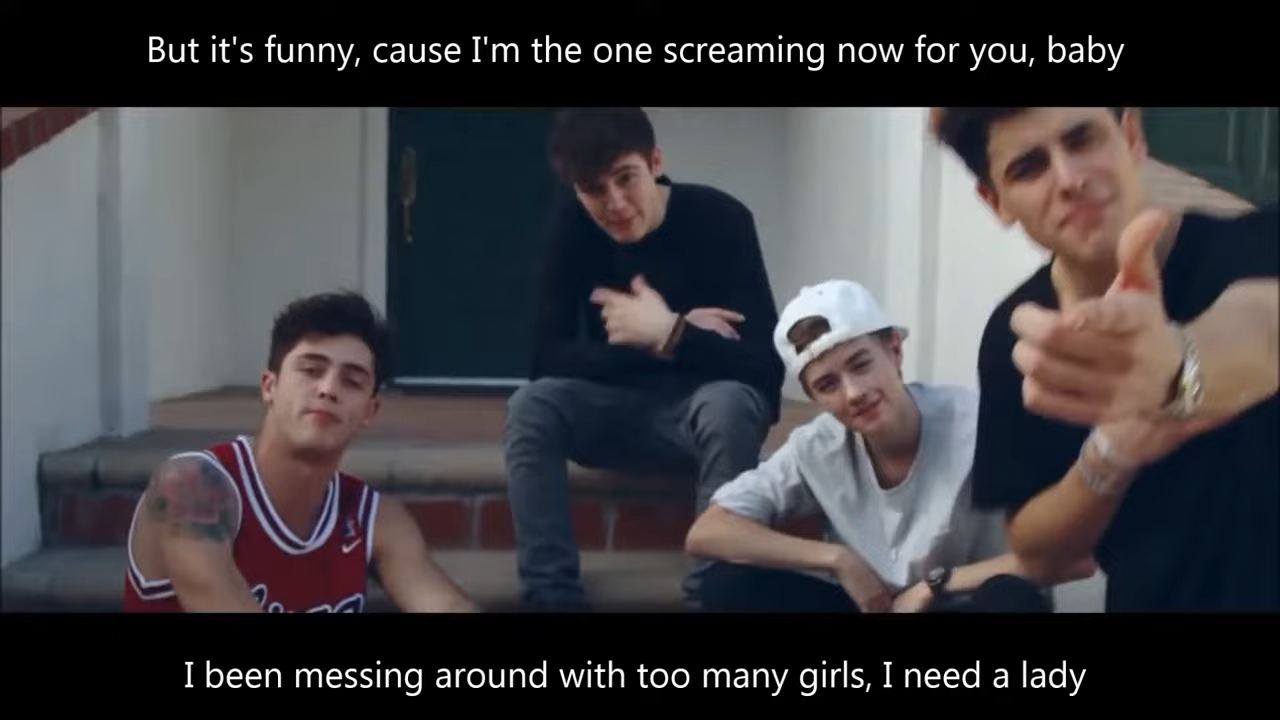 But it's funny, cause I'm the one screaming now for you, baby
I been messing around with too many girls, I need a lady